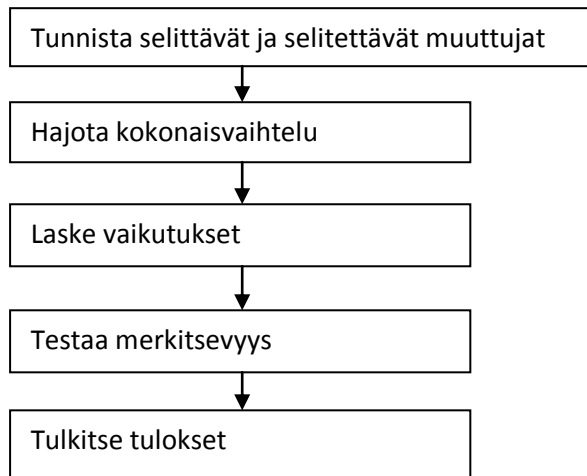 Tunnista selittävät ja selitettävät muuttujat
Hajota kokonaisvaihtelu
Laske vaikutukset
Testaa merkitsevyys
Tulkitse tulokset